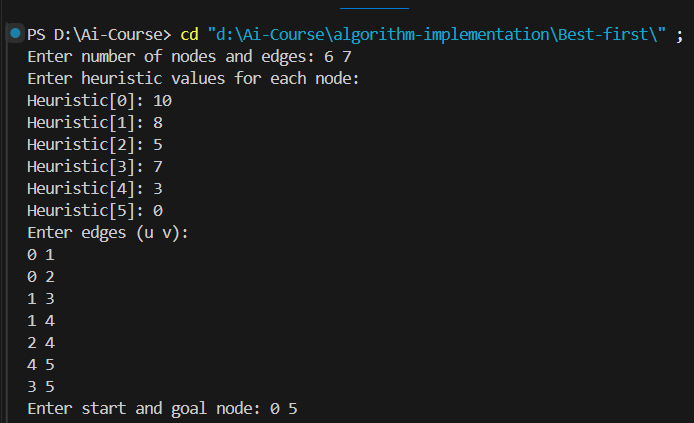 PS D:\Ai-Course> cd "d:\Ai-Course\algorithm-implementation\Best-first\" ;
Enter number of nodes and edges: 6 7
Enter heuristic values for each node:
Heuristic[0]: 10
Heuristic[1]: 8
Heuristic[2]: 5
Heuristic[3]: 7
Heuristic[4]: 3
Heuristic[5]: 0
Enter edges (u v):
0 1
0 2
1 3
1 4
2 4
4 5
3 5
Enter start and goal node: 0 5